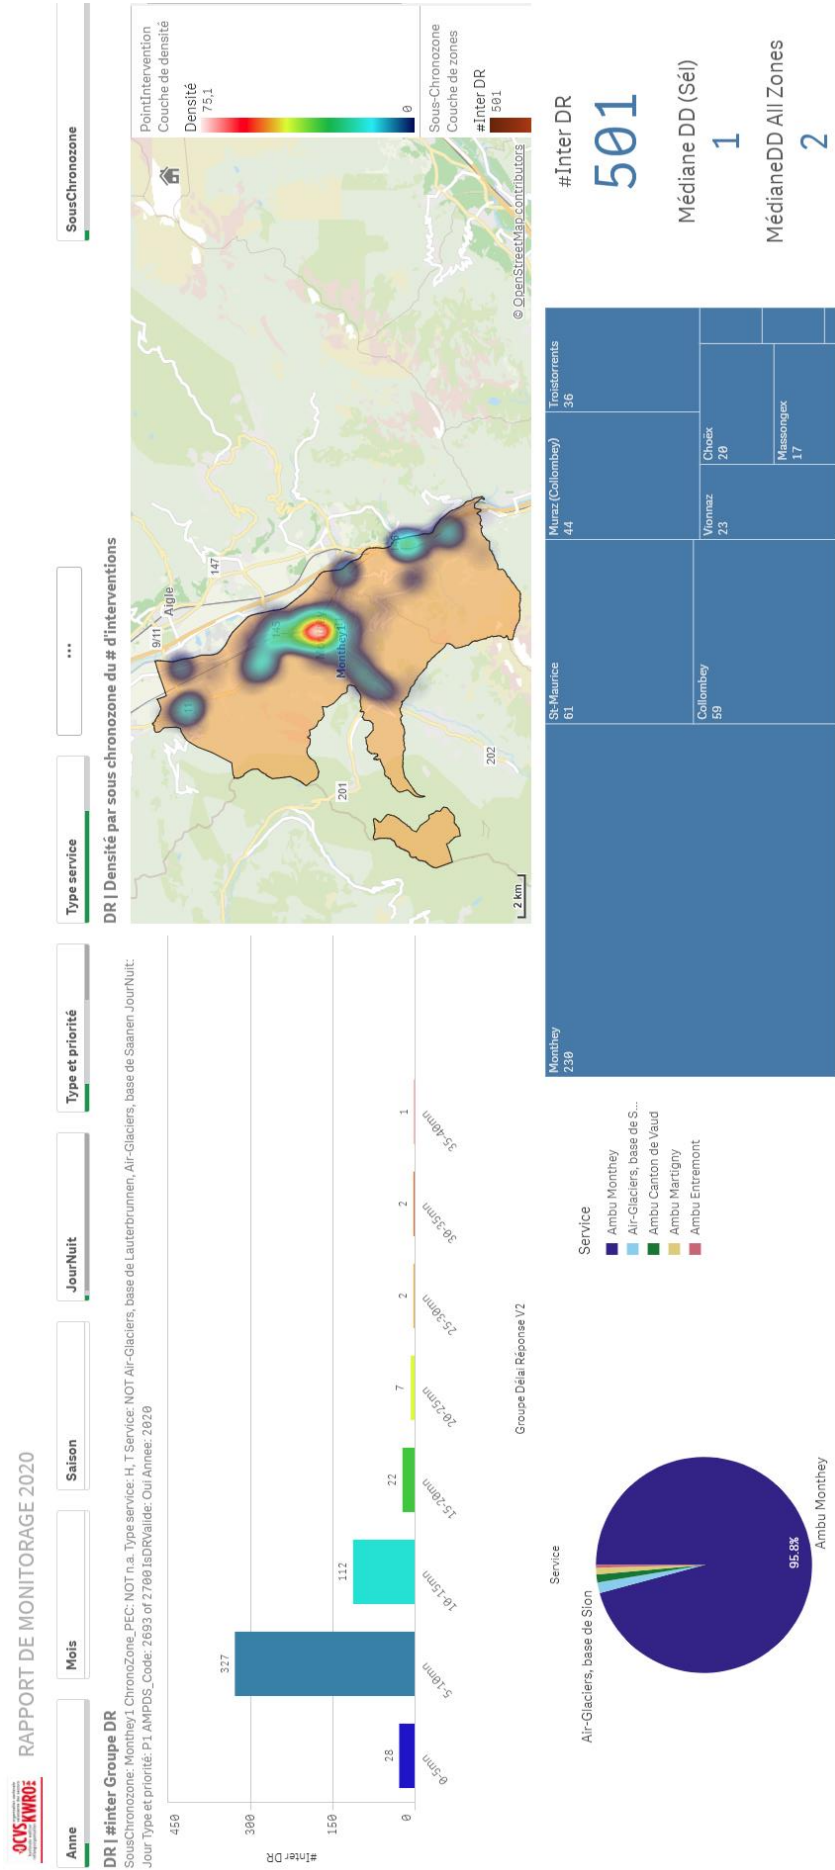 OCVS
KWRO
RAPPORT DE MONITORAGE 2020
Anne
Mois
Saison
JourNuit
Type et priorité
Type service
...
SousChronozone
DR | #inter Groupe DR
SousChronozone: Monthey1 ChronoZone_PEC: NOT n.a. Type service: H, T Service: NOT Air-Glaciers, base de Lauterbrunnen, Air-Glaciers, base de Saanen JourNuit:
Jour Type et priorité: P1 AMPDS_Code: 2693 of 2700 IsDRValide: Oui Annee: 2020
#Inter DR
450
300
150
0
28
327
112
22
7
2
2
1
0-5mn
5-10mn
10-15mn
15-20mn
20-25mn
25-30mn
30-35mn
35-40mn
Groupe Délai Réponse V2
DR | Densité par sous chronozone du # d'interventions
9/11
Aigle
147
145
Monthey1
201
202
2 km
© OpenStreetMap contributors
PointIntervention
Couche de densité
Densité
75,1
0
Sous-Chronozone
Couche de zones
#Inter DR
501
Service
Air-Glaciers, base de Sion
95.8%
Ambu Monthey
Service
Ambu Monthey
Air-Glaciers, base de S...
Ambu Canton de Vaud
Ambu Martigny
Ambu Entremont
Monthey
230
St-Maurice
61
Collombey
59
Muraz (Collombey)
44
Troistorrents
36
Vionnaz
23
Choëx
20
Massongex
17
#Inter DR
501
Médiane DD (Sél)
1
MédianeDD All Zones
2